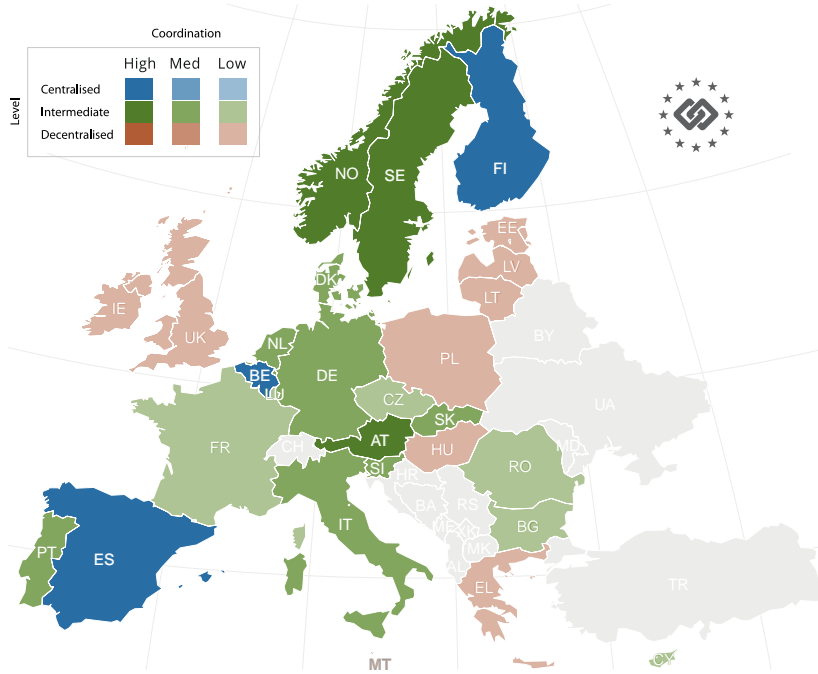 Coordination
High Med Low
Level
Centralised
Intermediate
Decentralised
NO
SE
FI
EE
LV
LT
DK
IE
UK
NL
BY
PL
BE
DE
LU
CZ
UA
SK
FR
AT
CH
HU
MD
SI
RO
HR
BA
RS
IT
ME
XK
BG
PT
ES
MK
AL
EL
TR
MT
CY